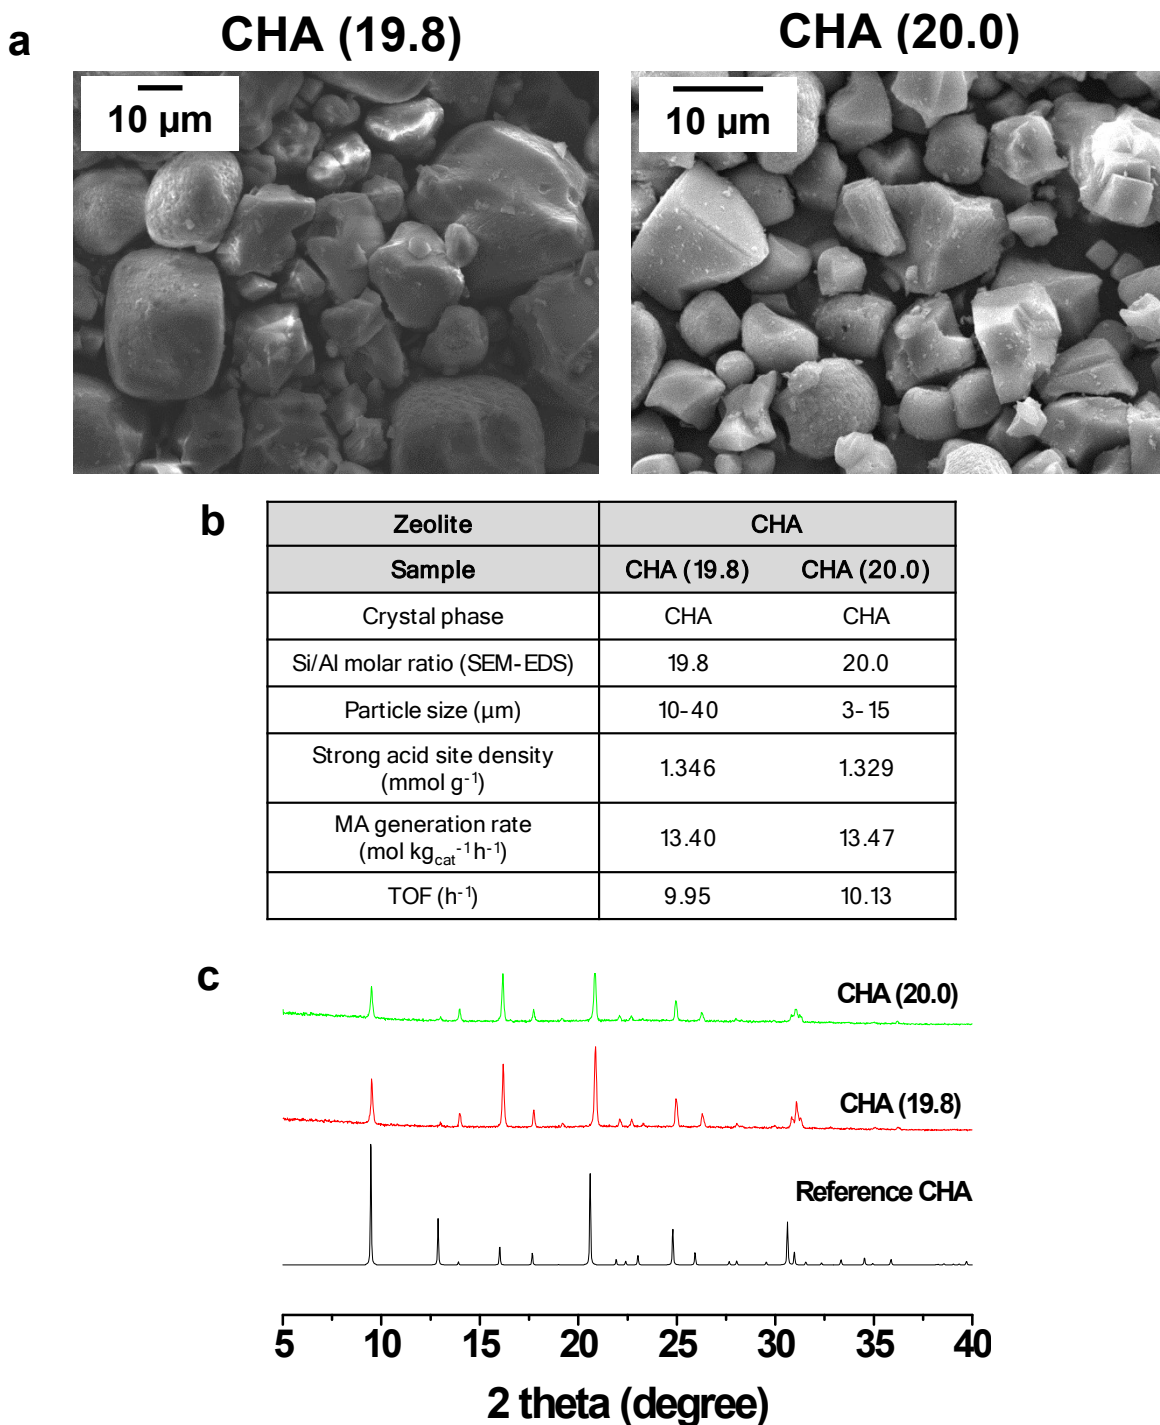 a
CHA (19.8)
CHA (20.0)
10 µm
10 µm
b
Zeolite CHA
Sample CHA (19.8) CHA (20.0)
Crystal phase CHA CHA
Si/Al molar ratio (SEM-EDS) 19.8 20.0
Particle size (µm) 10-40 3-15
Strong acid site density
(mmol g⁻¹) 1.346 1.329
MA generation rate
(mol kg_cat⁻¹ h⁻¹) 13.40 13.47
TOF (h⁻¹) 9.95 10.13
c
CHA (20.0)
CHA (19.8)
Reference CHA
5 10 15 20 25 30 35 40
2 theta (degree)